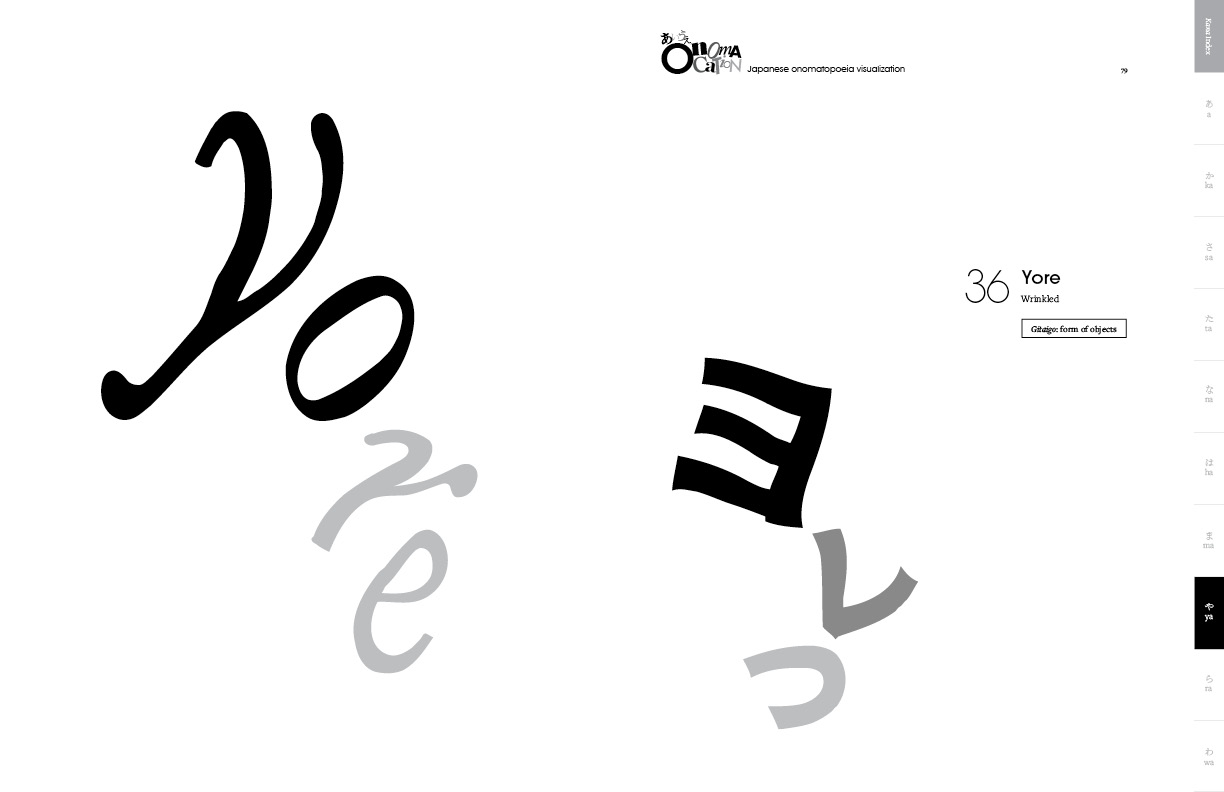 yo
re
あいうえ
OnOmA
CaTioN
Japanese onomatopoeia visualization
79
36
Yore
Wrinkled
Gitaigo: form of objects
ヨ
レ
っ
Kana Index
あ
a
か
ka
さ
sa
た
ta
な
na
は
ha
ま
ma
や
ya
ら
ra
わ
wa